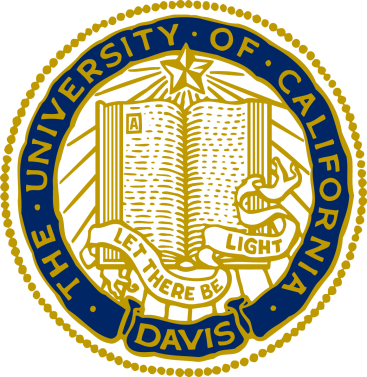 THE · UNIVERSITY · OF · CALIFORNIA
A
LET THERE BE
LIGHT
DAVIS